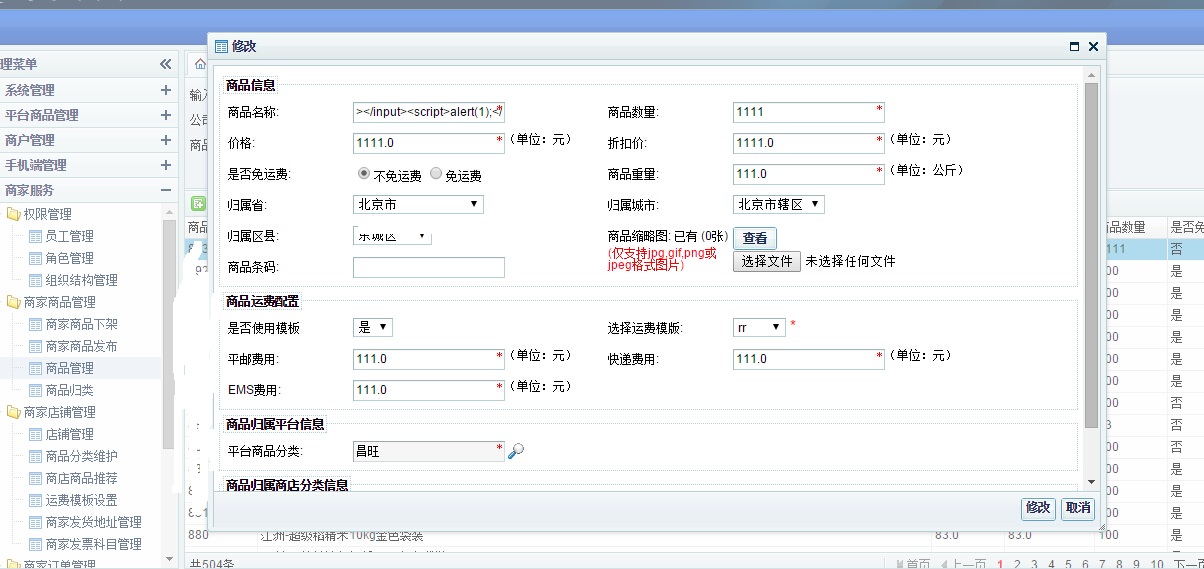 修改
理菜单
系统管理
平台商品管理
商户管理
手机端管理
商家服务
权限管理
员工管理
角色管理
组织结构管理
商家商品管理
商家商品下架
商家商品发布
商品管理
商品归类
商家店铺管理
店铺管理
商品分类维护
商店商品推荐
运费模板设置
商家发货地址管理
商家发票科目管理
商家订单管理
商品信息
商品名称: ></input><script>alert(1);</ * 商品数量: 1111 *
价格: 1111.0 * (单位：元) 折扣价: 1111.0 * (单位：元)
是否免运费: 不免运费 免运费 商品重量: 111.0 * (单位：公斤)
归属省: 北京市 归属城市: 北京市辖区
归属区县: 东城区 商品缩略图: 已有 (0张) 查看
(仅支持jpg,gif,png或
jpeg格式图片) 选择文件 未选择任何文件
商品条码:
商品运费配置
是否使用模板 是 选择运费模版: rr *
平邮费用: 111.0 * (单位：元) 快递费用: 111.0 * (单位：元)
EMS费用: 111.0 * (单位：元)
商品归属平台信息
平台商品分类: 昌旺 *
商品归属商店分类信息
修改 取消
品数量 是否免
111 否
00 是
00 是
00 是
00 是
00 是
00 是
00 否
3 否
00 否
00 是
00 是
00 是
880 江洲-超级稻精米10kg金色袋装 83.0 83.0 100 是
共504条 首页 上一页 1 2 3 4 5 6 7 8 9 10 下一页